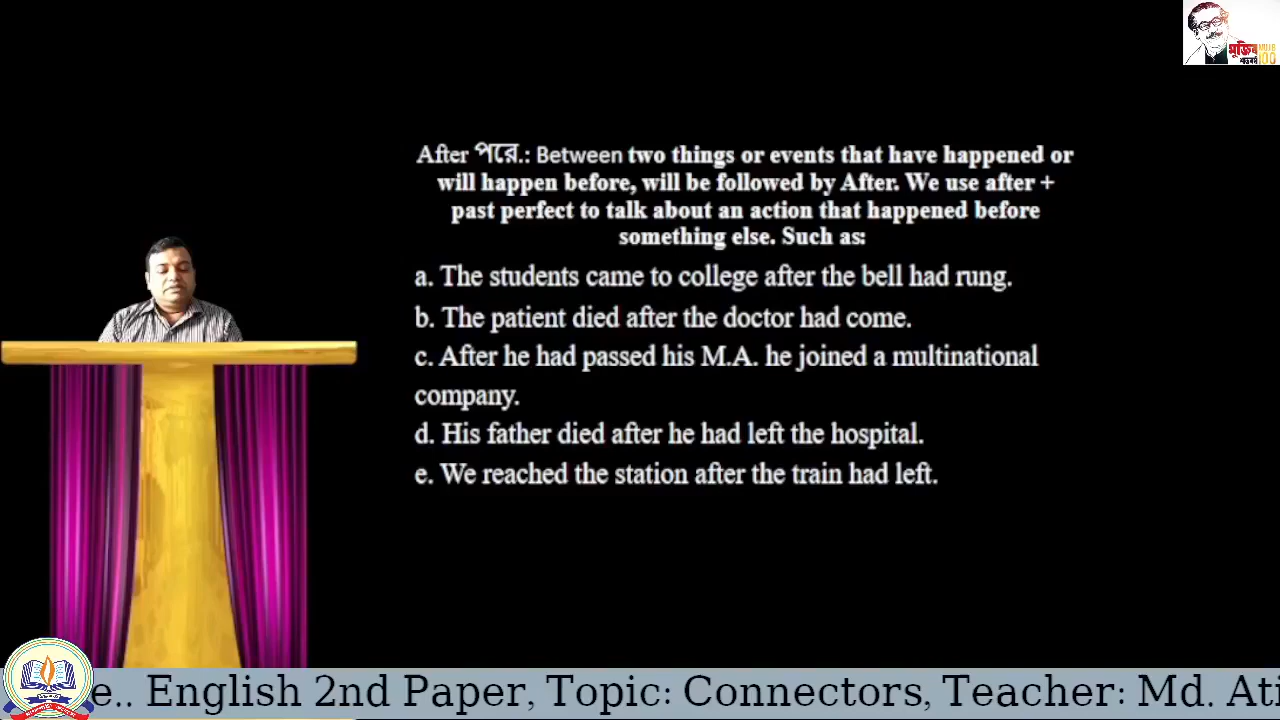 মুজিব MUJIB
শতবর্ষ 100
After পরে.: Between two things or events that have happened or
will happen before, will be followed by After. We use after +
past perfect to talk about an action that happened before
something else. Such as:
a. The students came to college after the bell had rung.
b. The patient died after the doctor had come.
c. After he had passed his M.A. he joined a multinational
company.
d. His father died after he had left the hospital.
e. We reached the station after the train had left.
e.. English 2nd Paper, Topic: Connectors, Teacher: Md. Ati